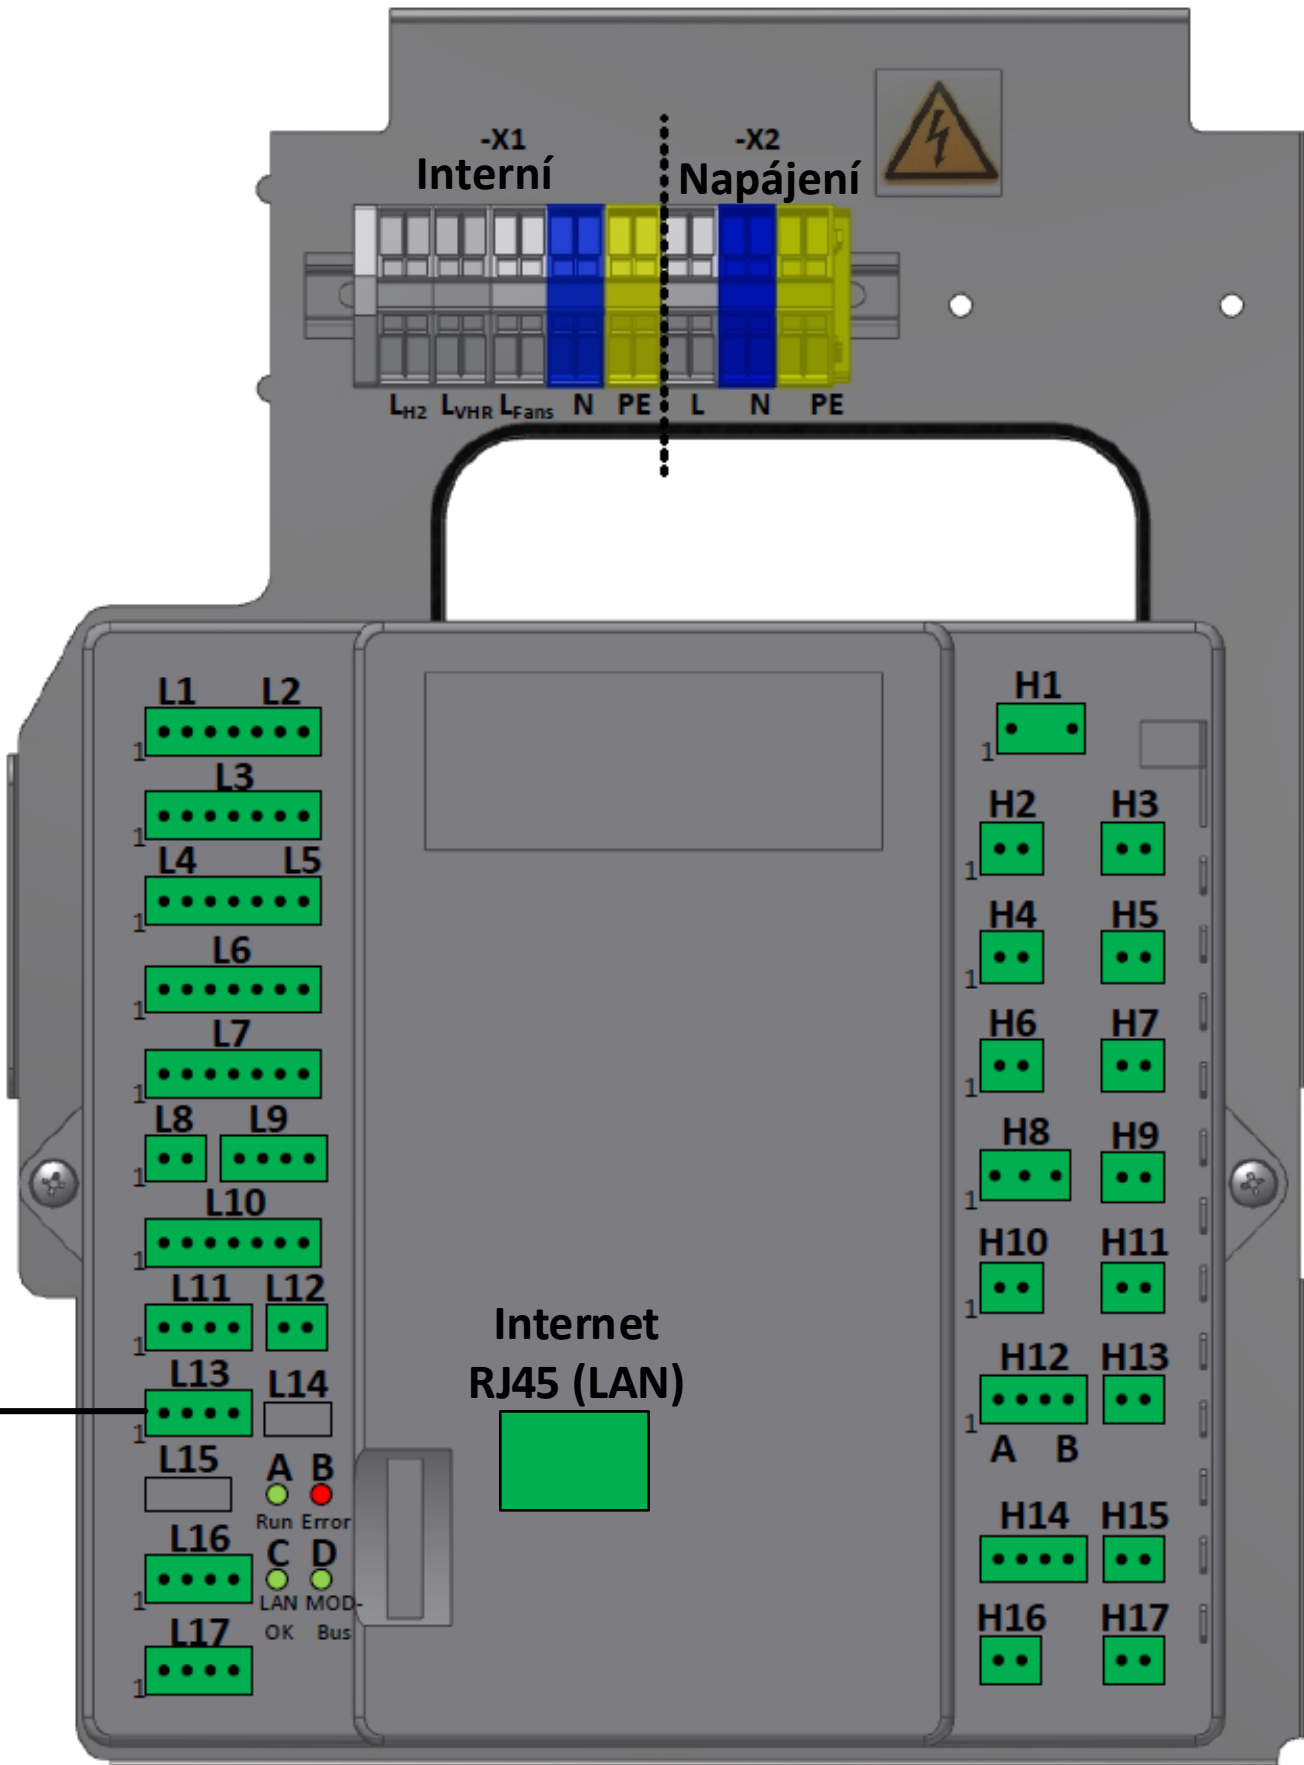 -X1 -X2
Interní Napájení
LH2 LVHR LFans N PE L N PE
L1 L2
1
L3
1
L4 L5
1
L6
1
L7
1
L8 L9
1
L10
1
L11 L12
1
L13 L14
1
L15 A B
Run Error
L16 C D
1 LAN MOD-
OK Bus
L17
1
Internet
RJ45 (LAN)
H1
1
H2 H3
1
H4 H5
1
H6 H7
1
H8 H9
1
H10 H11
1
H12 H13
1
A B
H14 H15
H16 H17